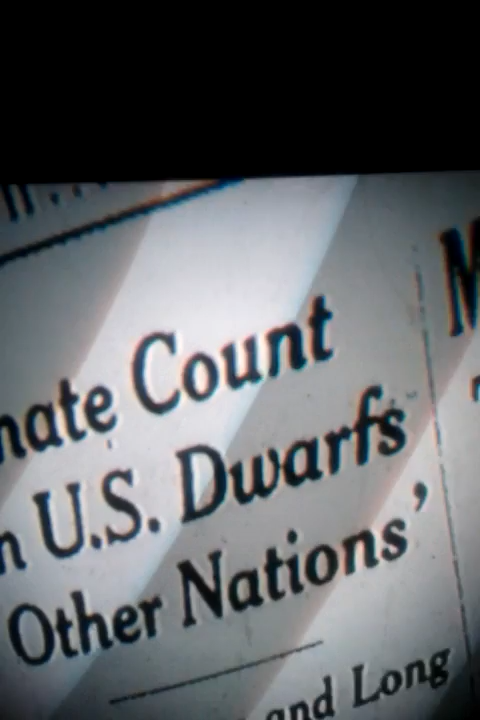 nate Count
n U.S. Dwarfs
Other Nations’
and Long
M